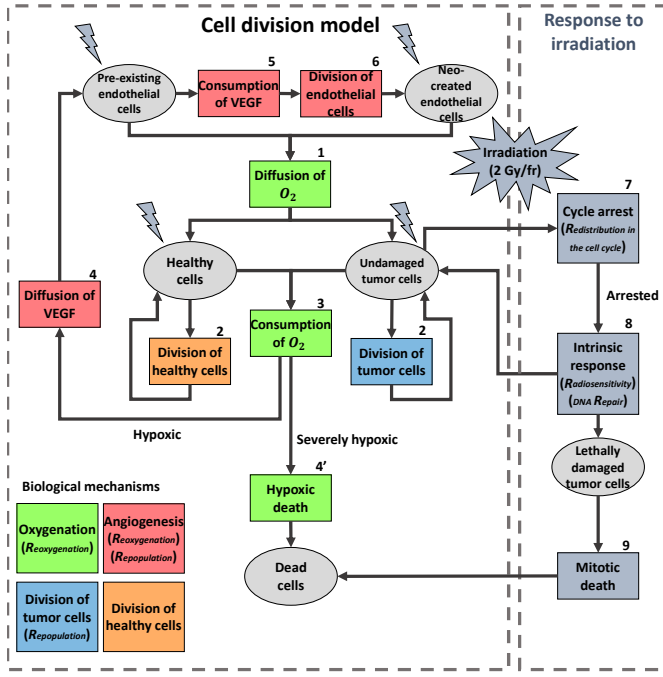 Cell division model
Response to
irradiation
5
6
Pre-existing
endothelial
cells
Consumption
of VEGF
Division of
endothelial
cells
Neo-
created
endothelial
cells
1
Diffusion of
O₂
Irradiation
(2 Gy/fr)
7
Cycle arrest
(Redistribution in
the cell cycle)
4
Diffusion of
VEGF
Healthy
cells
Undamaged
tumor cells
Arrested
3
Consumption
of O₂
2
Division of
healthy cells
2
Division of
tumor cells
8
Intrinsic
response
(Radiosensitivity)
(DNA Repair)
Hypoxic
Severely hypoxic
Lethally
damaged
tumor cells
4'
Hypoxic
death
Biological mechanisms
Oxygenation
(Reoxygenation)
Angiogenesis
(Reoxygenation)
(Repopulation)
Division of
tumor cells
(Repopulation)
Division of
healthy cells
Dead
cells
9
Mitotic
death